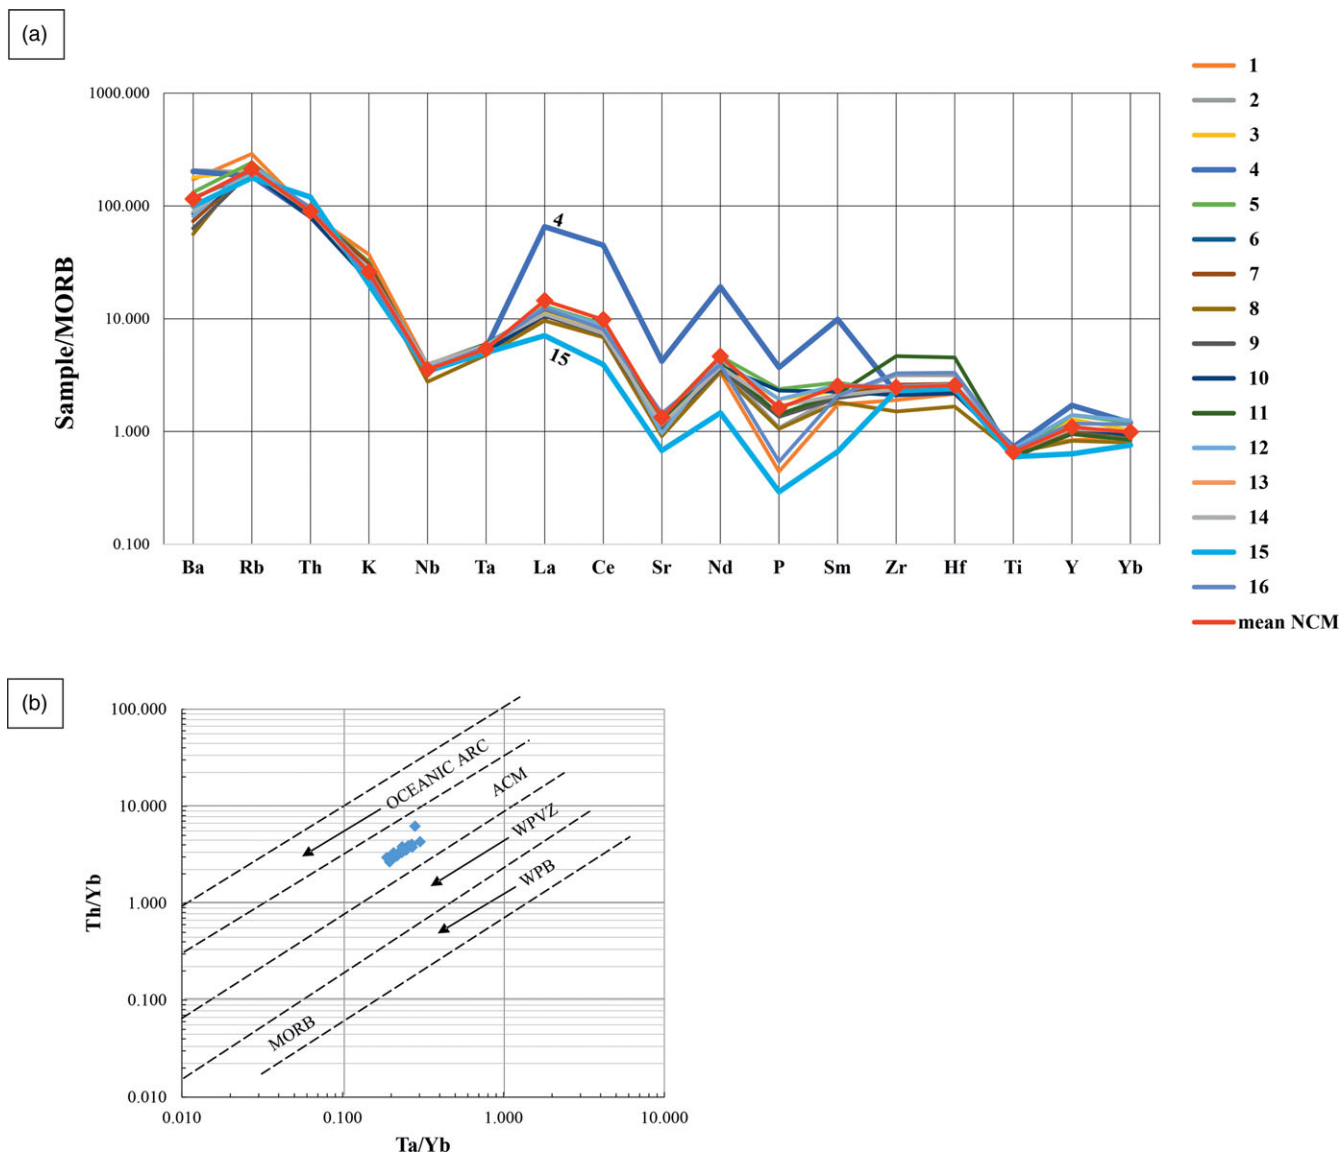 (a)
1000.000
100.000
10.000
1.000
0.100
Sample/MORB
Ba Rb Th K Nb Ta La Ce Sr Nd P Sm Zr Hf Ti Y Yb
4
15
1
2
3
4
5
6
7
8
9
10
11
12
13
14
15
16
mean NCM
(b)
100.000
10.000
1.000
0.100
0.010
Th/Yb
OCEANIC ARC
ACM
WPVZ
WPB
MORB
0.010 0.100 1.000 10.000
Ta/Yb